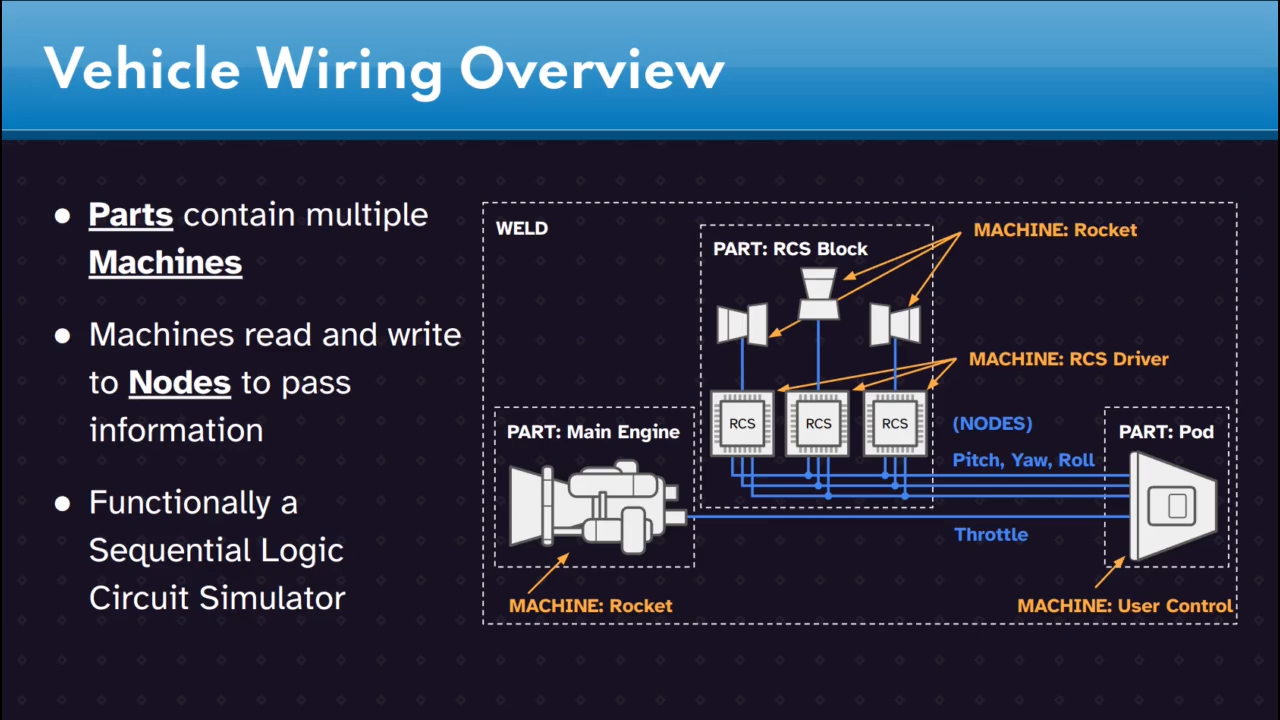 Vehicle Wiring Overview
● Parts contain multiple
Machines
● Machines read and write
to Nodes to pass
information
● Functionally a
Sequential Logic
Circuit Simulator
WELD
PART: RCS Block
MACHINE: Rocket
MACHINE: RCS Driver
RCS
RCS
RCS
(NODES)
Pitch, Yaw, Roll
PART: Main Engine
PART: Pod
Throttle
MACHINE: Rocket
MACHINE: User Control